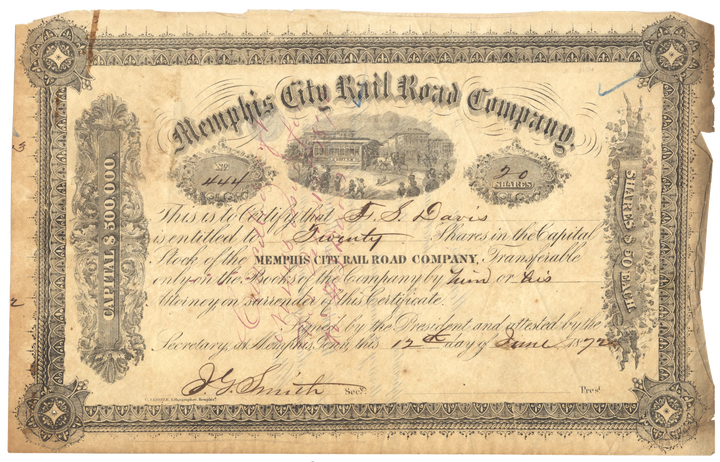 Memphis City Rail Road Company.
No.
444
20
SHARES
CAPITAL $500,000.
SHARES $50 EACH
This is to Certify that F. S. Davis
is entitled to Twenty Shares in the Capital
Stock of the MEMPHIS CITY RAIL ROAD COMPANY, Transferable
only on the Books of the Company by him or his
Attorney on surrender of this Certificate.
Signed by the President and attested by the
Secretary, at Memphis, Tenn, this 12th day of June 1872
J. G. Smith Secy.
Prest.
Lithographer Memphis